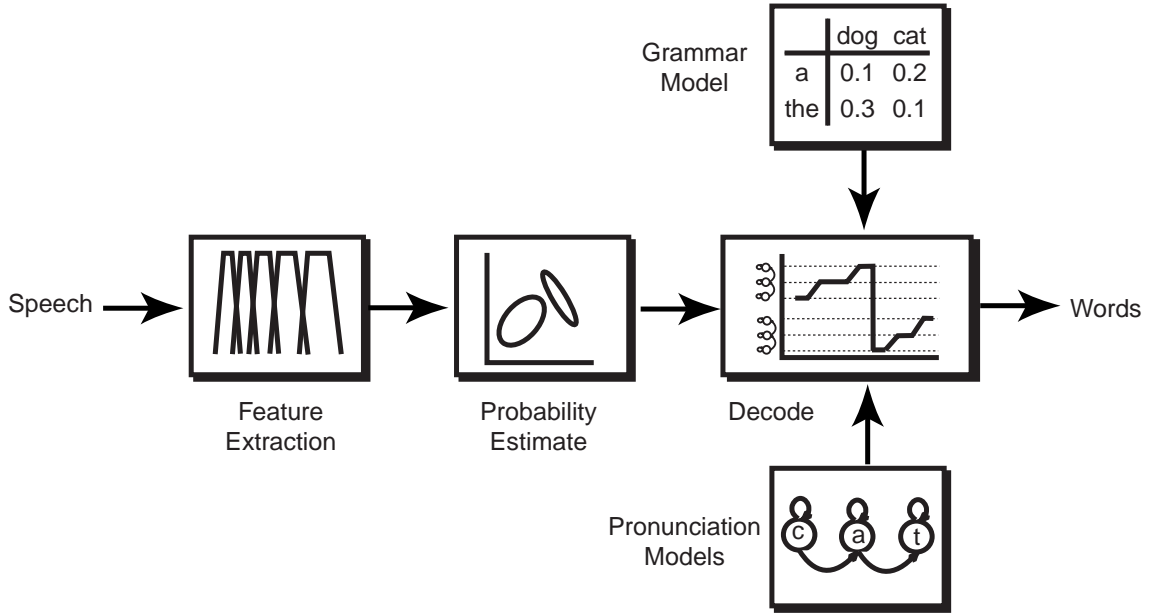 Grammar
Model
dog cat
a 0.1 0.2
the 0.3 0.1
Speech
Words
Feature
Extraction
Probability
Estimate
Decode
Pronunciation
Models
c a t